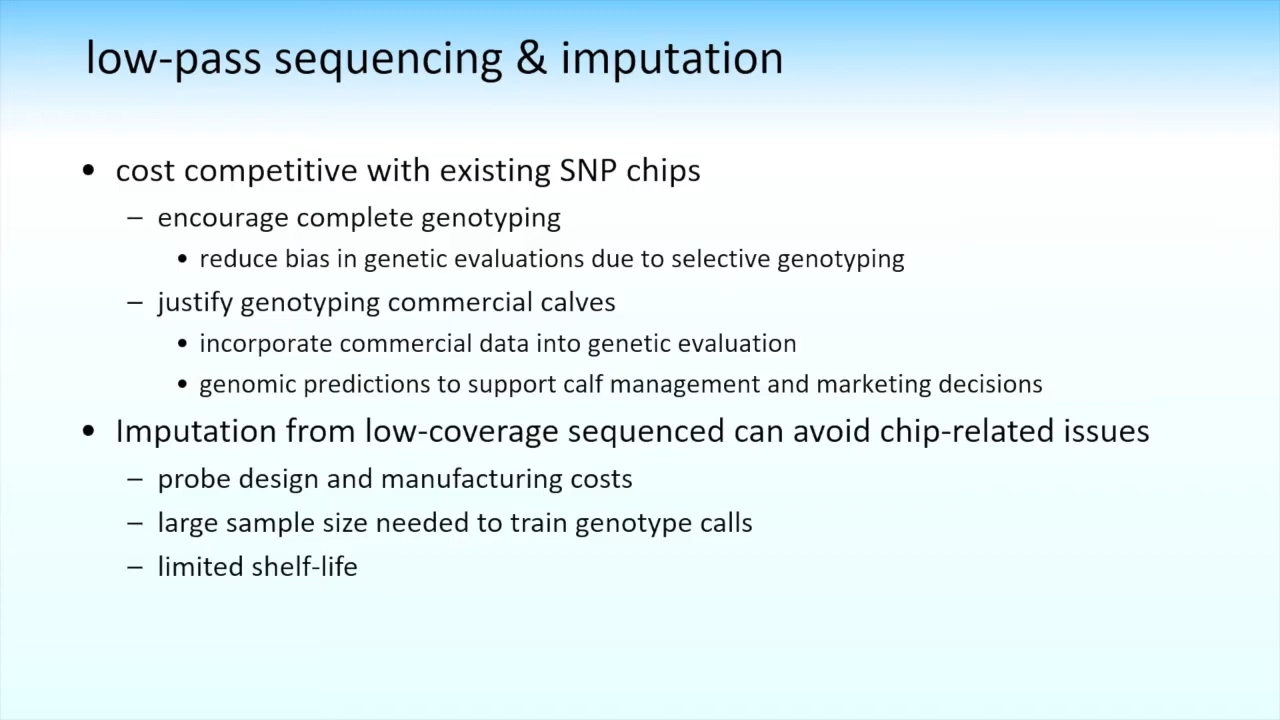 low-pass sequencing & imputation
• cost competitive with existing SNP chips
– encourage complete genotyping
• reduce bias in genetic evaluations due to selective genotyping
– justify genotyping commercial calves
• incorporate commercial data into genetic evaluation
• genomic predictions to support calf management and marketing decisions
• Imputation from low-coverage sequenced can avoid chip-related issues
– probe design and manufacturing costs
– large sample size needed to train genotype calls
– limited shelf-life